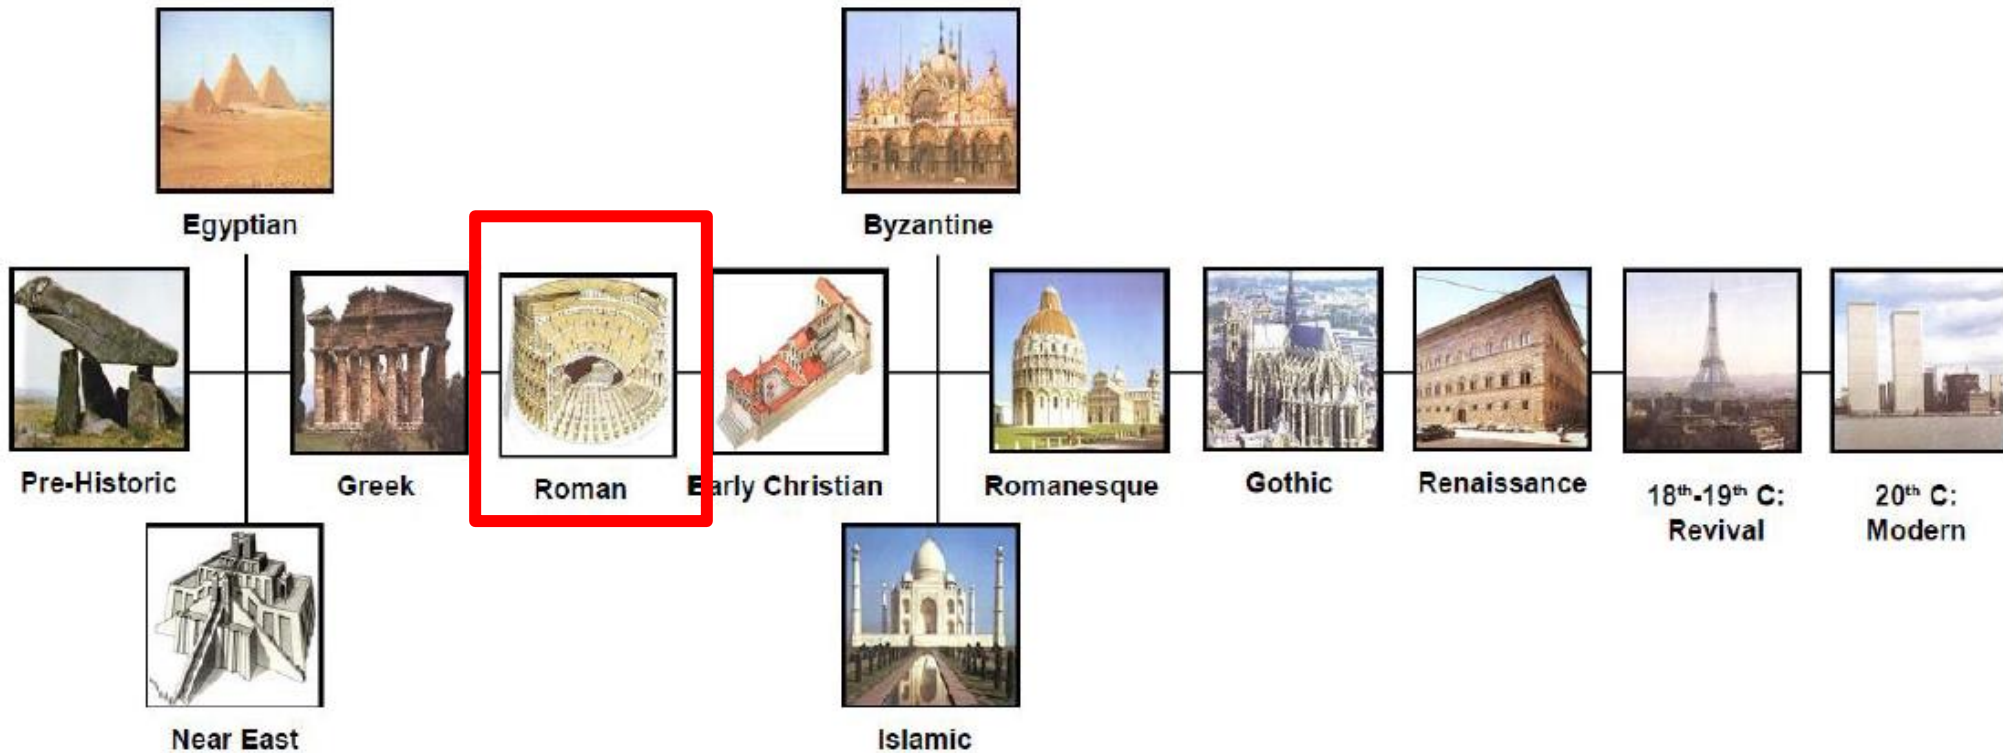 Egyptian
Byzantine
Pre-Historic
Greek
Roman
Early Christian
Romanesque
Gothic
Renaissance
18th-19th C:
Revival
20th C:
Modern
Near East
Islamic